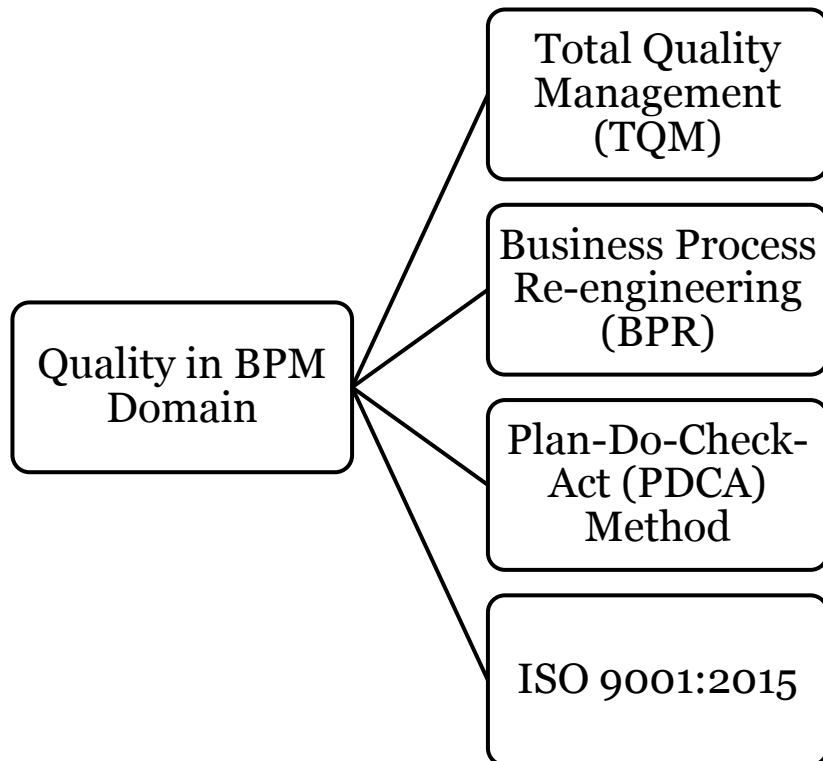 Total Quality
Management
(TQM)
Business Process
Re-engineering
(BPR)
Quality in BPM
Domain
Plan-Do-Check-
Act (PDCA)
Method
ISO 9001:2015